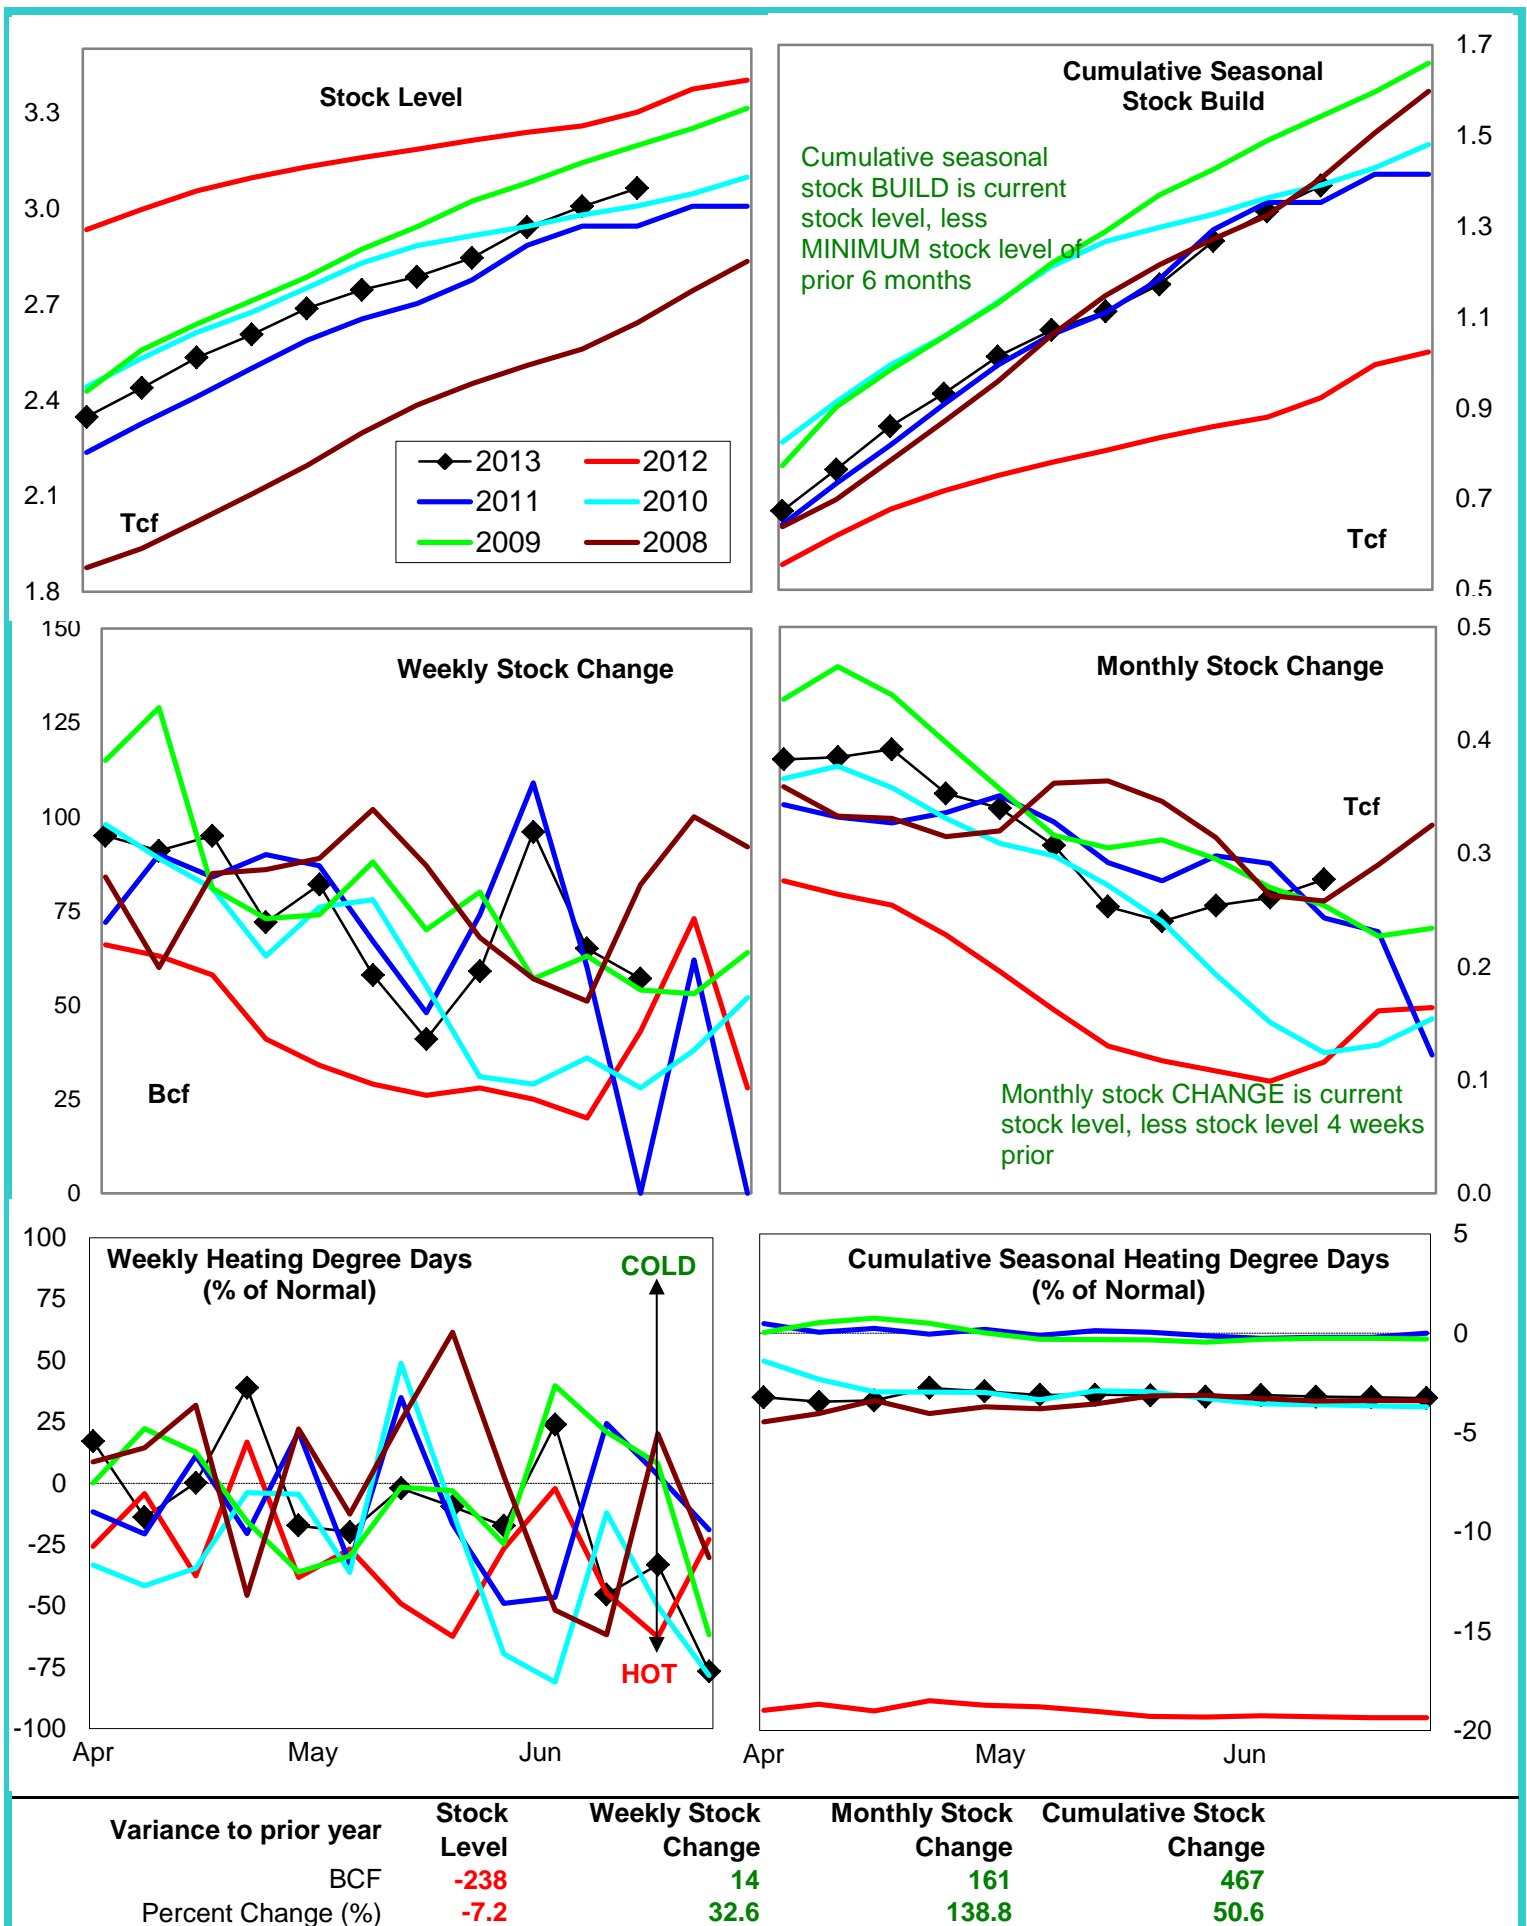 Stock Level
3.3
3.0
2.7
2.4
2.1
1.8
Tcf
2013
2012
2011
2010
2009
2008
Cumulative Seasonal
Stock Build
Cumulative seasonal
stock BUILD is current
stock level, less
MINIMUM stock level of
prior 6 months
Tcf
1.7
1.5
1.3
1.1
0.9
0.7
0.5
Weekly Stock Change
150
125
100
75
50
25
0
Bcf
Monthly Stock Change
Tcf
Monthly stock CHANGE is current
stock level, less stock level 4 weeks
prior
0.5
0.4
0.3
0.2
0.1
0.0
Weekly Heating Degree Days
(% of Normal)
COLD
HOT
100
75
50
25
0
-25
-50
-75
-100
Apr May Jun
Cumulative Seasonal Heating Degree Days
(% of Normal)
5
0
-5
-10
-15
-20
Apr May Jun
Variance to prior year
Stock
Level
Weekly Stock
Change
Monthly Stock
Change
Cumulative Stock
Change
BCF -238 14 161 467
Percent Change (%) -7.2 32.6 138.8 50.6